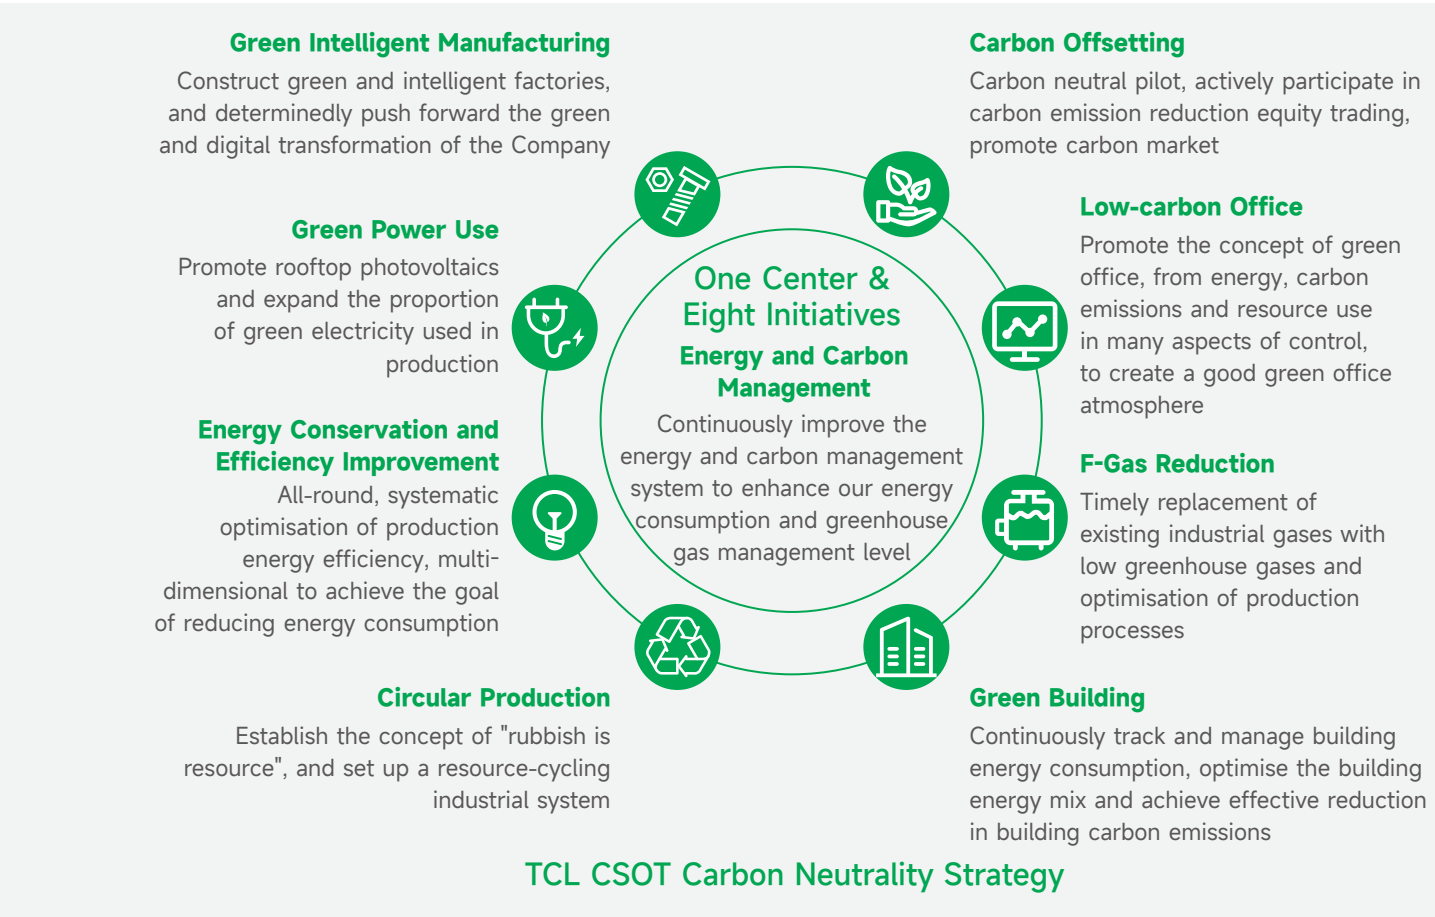 Green Intelligent Manufacturing
Construct green and intelligent factories,
and determinedly push forward the green
and digital transformation of the Company
Green Power Use
Promote rooftop photovoltaics
and expand the proportion
of green electricity used in
production
Energy Conservation and
Efficiency Improvement
All-round, systematic
optimisation of production
energy efficiency, multi-
dimensional to achieve the goal
of reducing energy consumption
Circular Production
Establish the concept of "rubbish is
resource", and set up a resource-cycling
industrial system
One Center &
Eight Initiatives
Energy and Carbon
Management
Continuously improve the
energy and carbon management
system to enhance our energy
consumption and greenhouse
gas management level
Carbon Offsetting
Carbon neutral pilot, actively participate in
carbon emission reduction equity trading,
promote carbon market
Low-carbon Office
Promote the concept of green
office, from energy, carbon
emissions and resource use
in many aspects of control,
to create a good green office
atmosphere
F-Gas Reduction
Timely replacement of
existing industrial gases with
low greenhouse gases and
optimisation of production
processes
Green Building
Continuously track and manage building
energy consumption, optimise the building
energy mix and achieve effective reduction
in building carbon emissions
TCL CSOT Carbon Neutrality Strategy